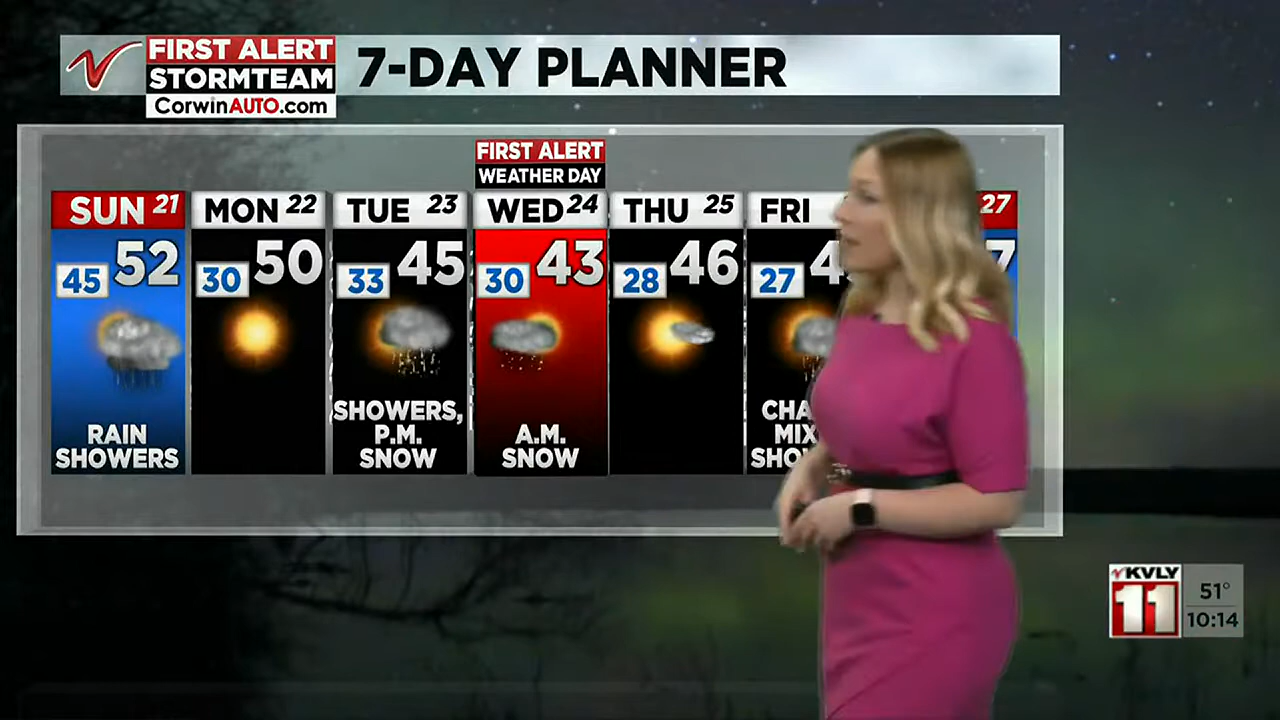 FIRST ALERT
STORMTEAM
CorwinAUTO.com
7-DAY PLANNER
FIRST ALERT
WEATHER DAY
SUN 21
MON 22
TUE 23
WED 24
THU 25
FRI
27
45 52
30 50
33 45
30 43
28 46
27
RAIN
SHOWERS
SHOWERS,
P.M.
SNOW
A.M.
SNOW
KVLY
11
51°
10:14